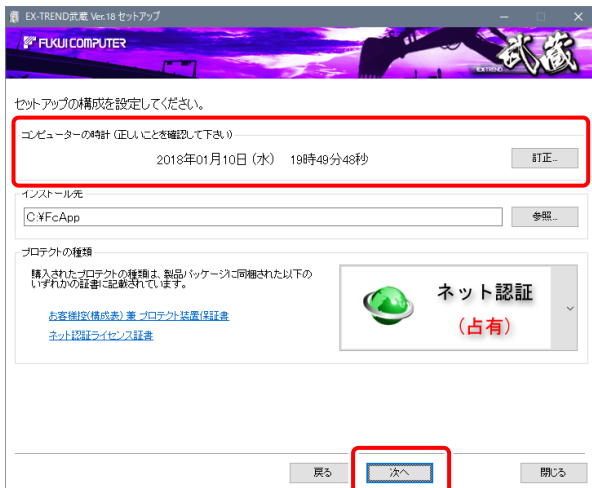 EX-TREND武蔵 Ver.18 セットアップ
FUKUI COMPUTER
EXTREND 武蔵
セットアップの構成を設定してください。
コンピューターの時計 (正しいことを確認して下さい)
2018年01月10日 (水) 19時49分48秒
訂正...
インストール先
C:¥FcApp
参照...
プロテクトの種類
購入されたプロテクトの種類は、製品パッケージに同梱された以下の
いずれかの証書に記載されています。
お客様控(構成表) 兼 プロテクト装置保証書
ネット認証ライセンス証書
ネット認証
(占有)
戻る
次へ
閉じる